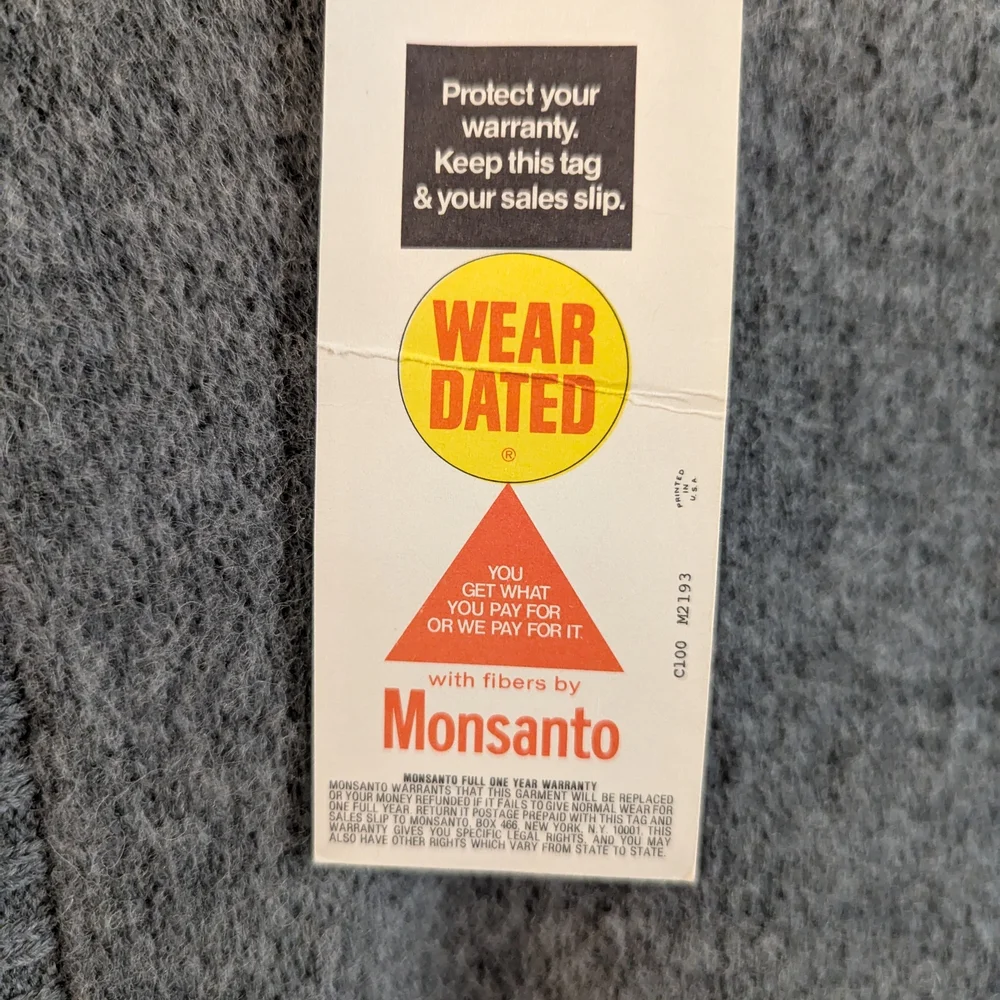 Protect your
warranty.
Keep this tag
& your sales slip.
WEAR
DATED
®
YOU
GET WHAT
YOU PAY FOR
OR WE PAY FOR IT.
with fibers by
Monsanto
MONSANTO FULL ONE YEAR WARRANTY
MONSANTO WARRANTS THAT THIS GARMENT WILL BE REPLACED
OR YOUR MONEY REFUNDED IF IT FAILS TO GIVE NORMAL WEAR FOR
ONE FULL YEAR. RETURN IT POSTAGE PREPAID WITH THIS TAG AND
SALES SLIP TO MONSANTO, BOX 466, NEW YORK, N.Y. 10001. THIS
WARRANTY GIVES YOU SPECIFIC LEGAL RIGHTS, AND YOU MAY
ALSO HAVE OTHER RIGHTS WHICH VARY FROM STATE TO STATE.
PRINTED
IN
U.S.A.
C100 M2193